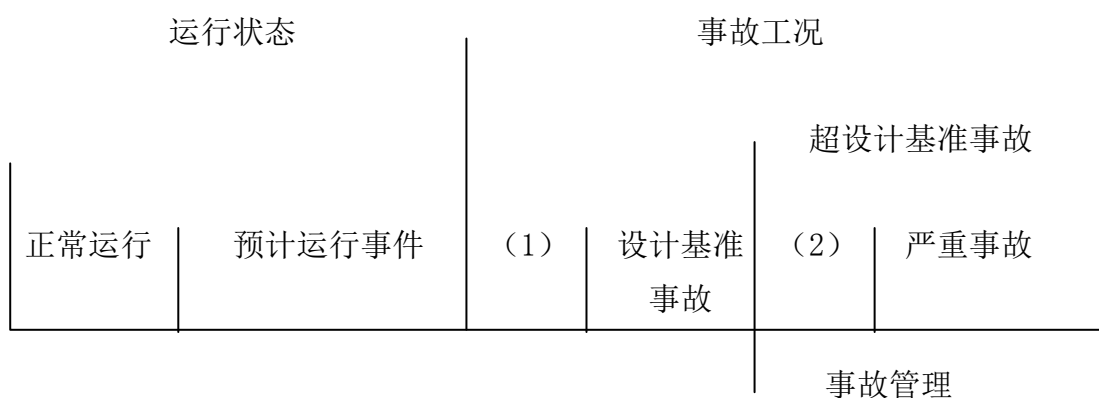 运行状态 事故工况
超设计基准事故
正常运行 预计运行事件 (1) 设计基准 (2) 严重事故
事故
事故管理